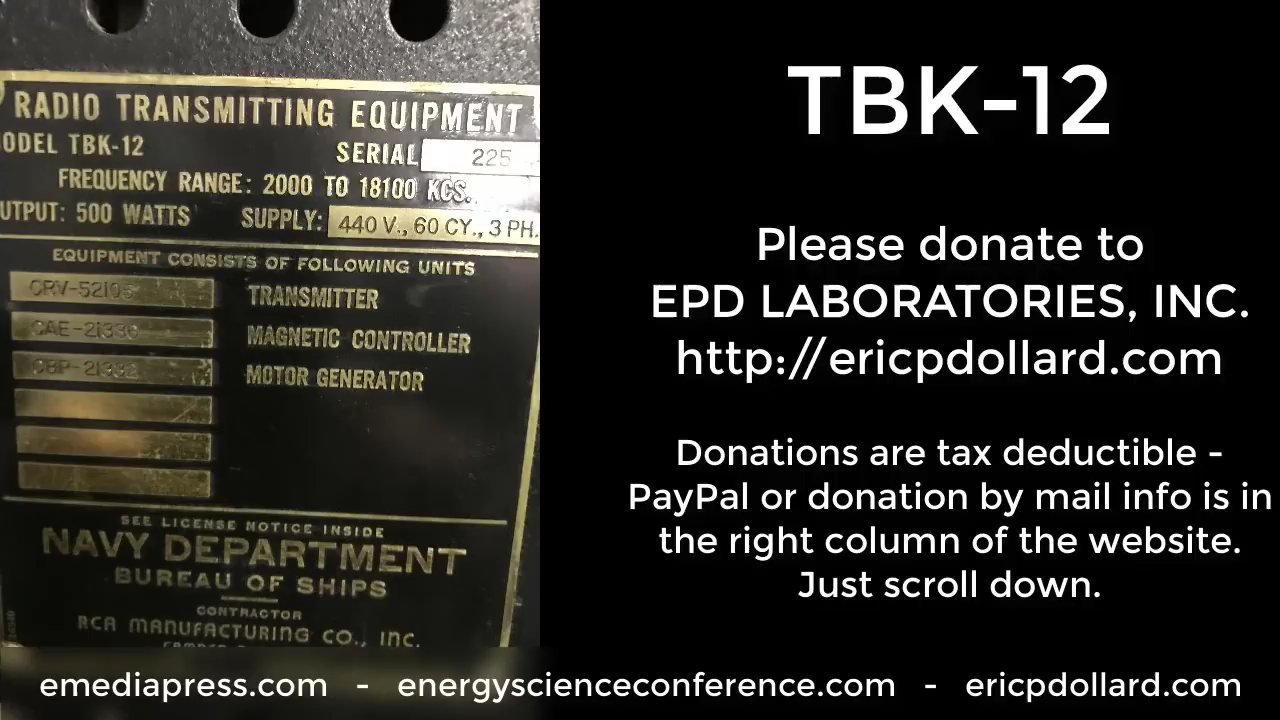 RADIO TRANSMITTING EQUIPMENT
ODEL TBK-12
SERIAL 225
FREQUENCY RANGE: 2000 TO 18100 KCS.
UTPUT: 500 WATTS SUPPLY: 440 V., 60 CY., 3 PH.
EQUIPMENT CONSISTS OF FOLLOWING UNITS
TRANSMITTER
MAGNETIC CONTROLLER
MOTOR GENERATOR
SEE LICENSE NOTICE INSIDE
NAVY DEPARTMENT
BUREAU OF SHIPS
CONTRACTOR
RCA MANUFACTURING CO., INC.
TBK-12
Please donate to
EPD LABORATORIES, INC.
http://ericpdollard.com
Donations are tax deductible -
PayPal or donation by mail info is in
the right column of the website.
Just scroll down.
emediapress.com - energyscienceconference.com - ericpdollard.com